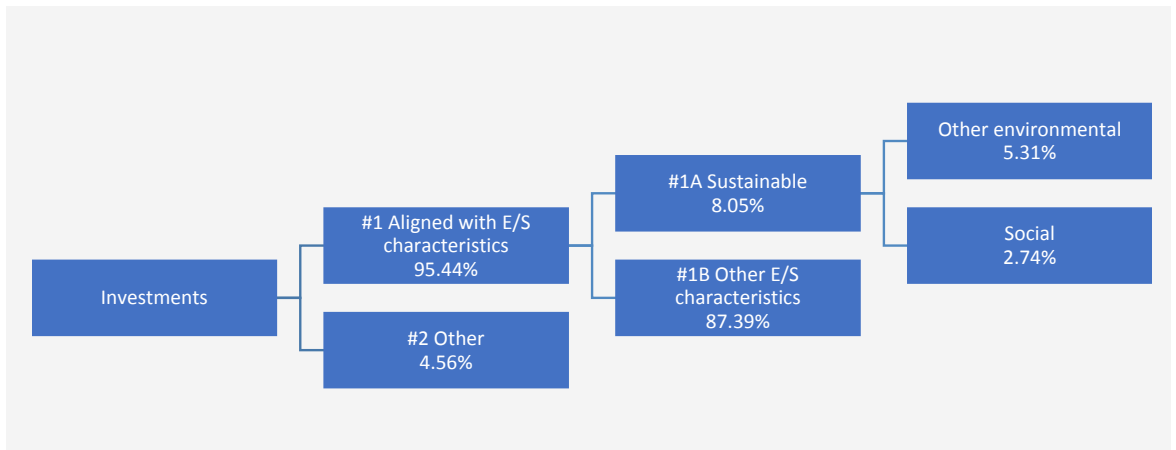 Investments
#1 Aligned with E/S
characteristics
95.44%
#2 Other
4.56%
#1A Sustainable
8.05%
#1B Other E/S
characteristics
87.39%
Other environmental
5.31%
Social
2.74%